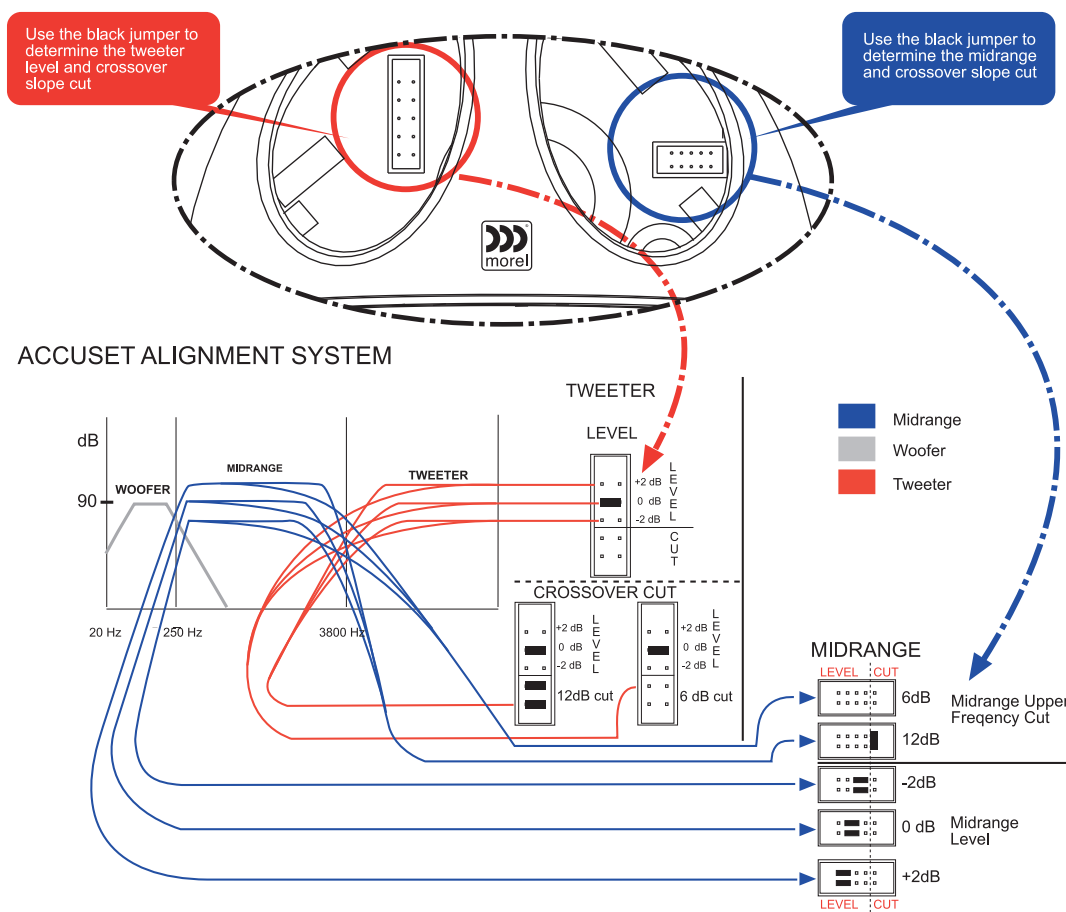 Use the black jumper to
determine the tweeter
level and crossover
slope cut
Use the black jumper to
determine the midrange
and crossover slope cut
morel
ACCUSET ALIGNMENT SYSTEM
TWEETER
LEVEL
+2 dB
0 dB
-2 dB
LEVEL
CUT
dB
90
WOOFER
MIDRANGE
TWEETER
20 Hz
250 Hz
3800 Hz
Midrange
Woofer
Tweeter
CROSSOVER CUT
+2 dB
0 dB
-2 dB
LEVEL
12dB cut
+2 dB
0 dB
-2 dB
LEVEL
6 dB cut
MIDRANGE
LEVEL CUT
6dB
Midrange Upper
Freqency Cut
12dB
-2dB
0 dB
Midrange
Level
+2dB
LEVEL CUT